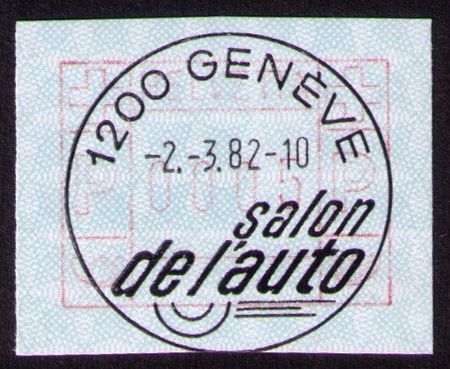 1200 GENÈVE
-2.-3.82-10
salon
de l'auto